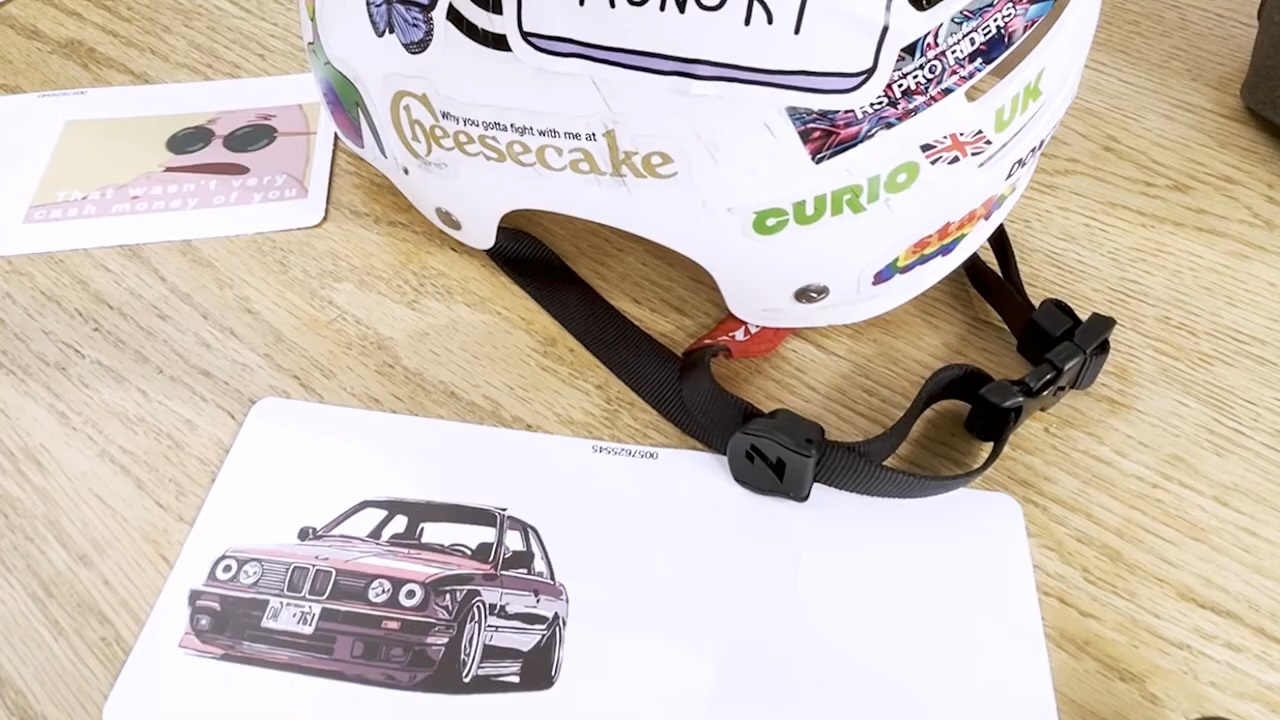 HUNGRY
RS PRO RIDERS
UK
Why you gotta fight with me at
Cheesecake
CURIO
stay
0057625545
That wasn't very
cash money of you